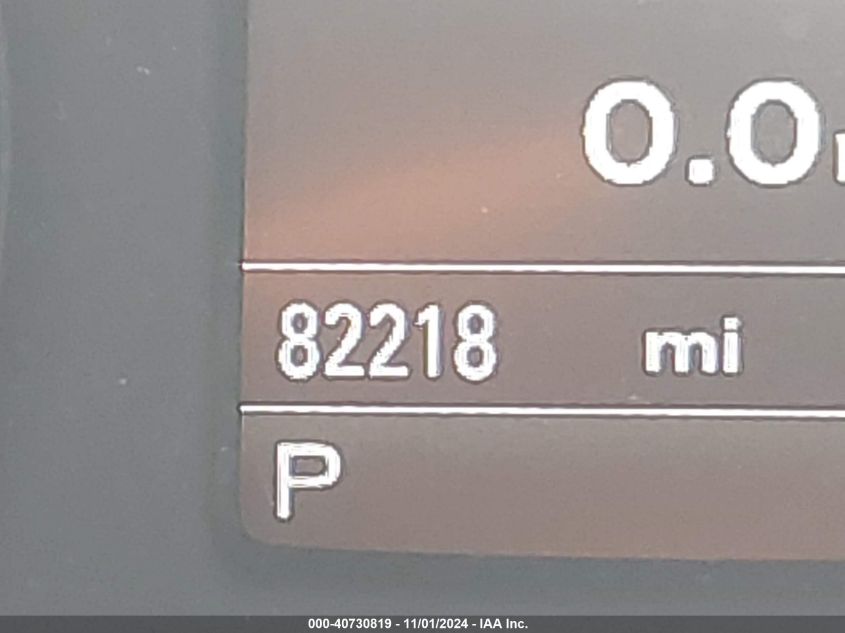 0.0
82218 mi
P
000-40730819 - 11/01/2024 - IAA Inc.